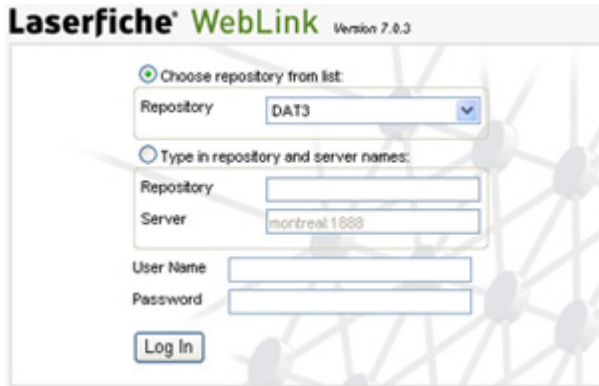 Laserfiche® WebLink Version 7.0.3
Choose repository from list:
Repository DAT3
Type in repository and server names:
Repository
Server montreal:1888
User Name
Password
Log In